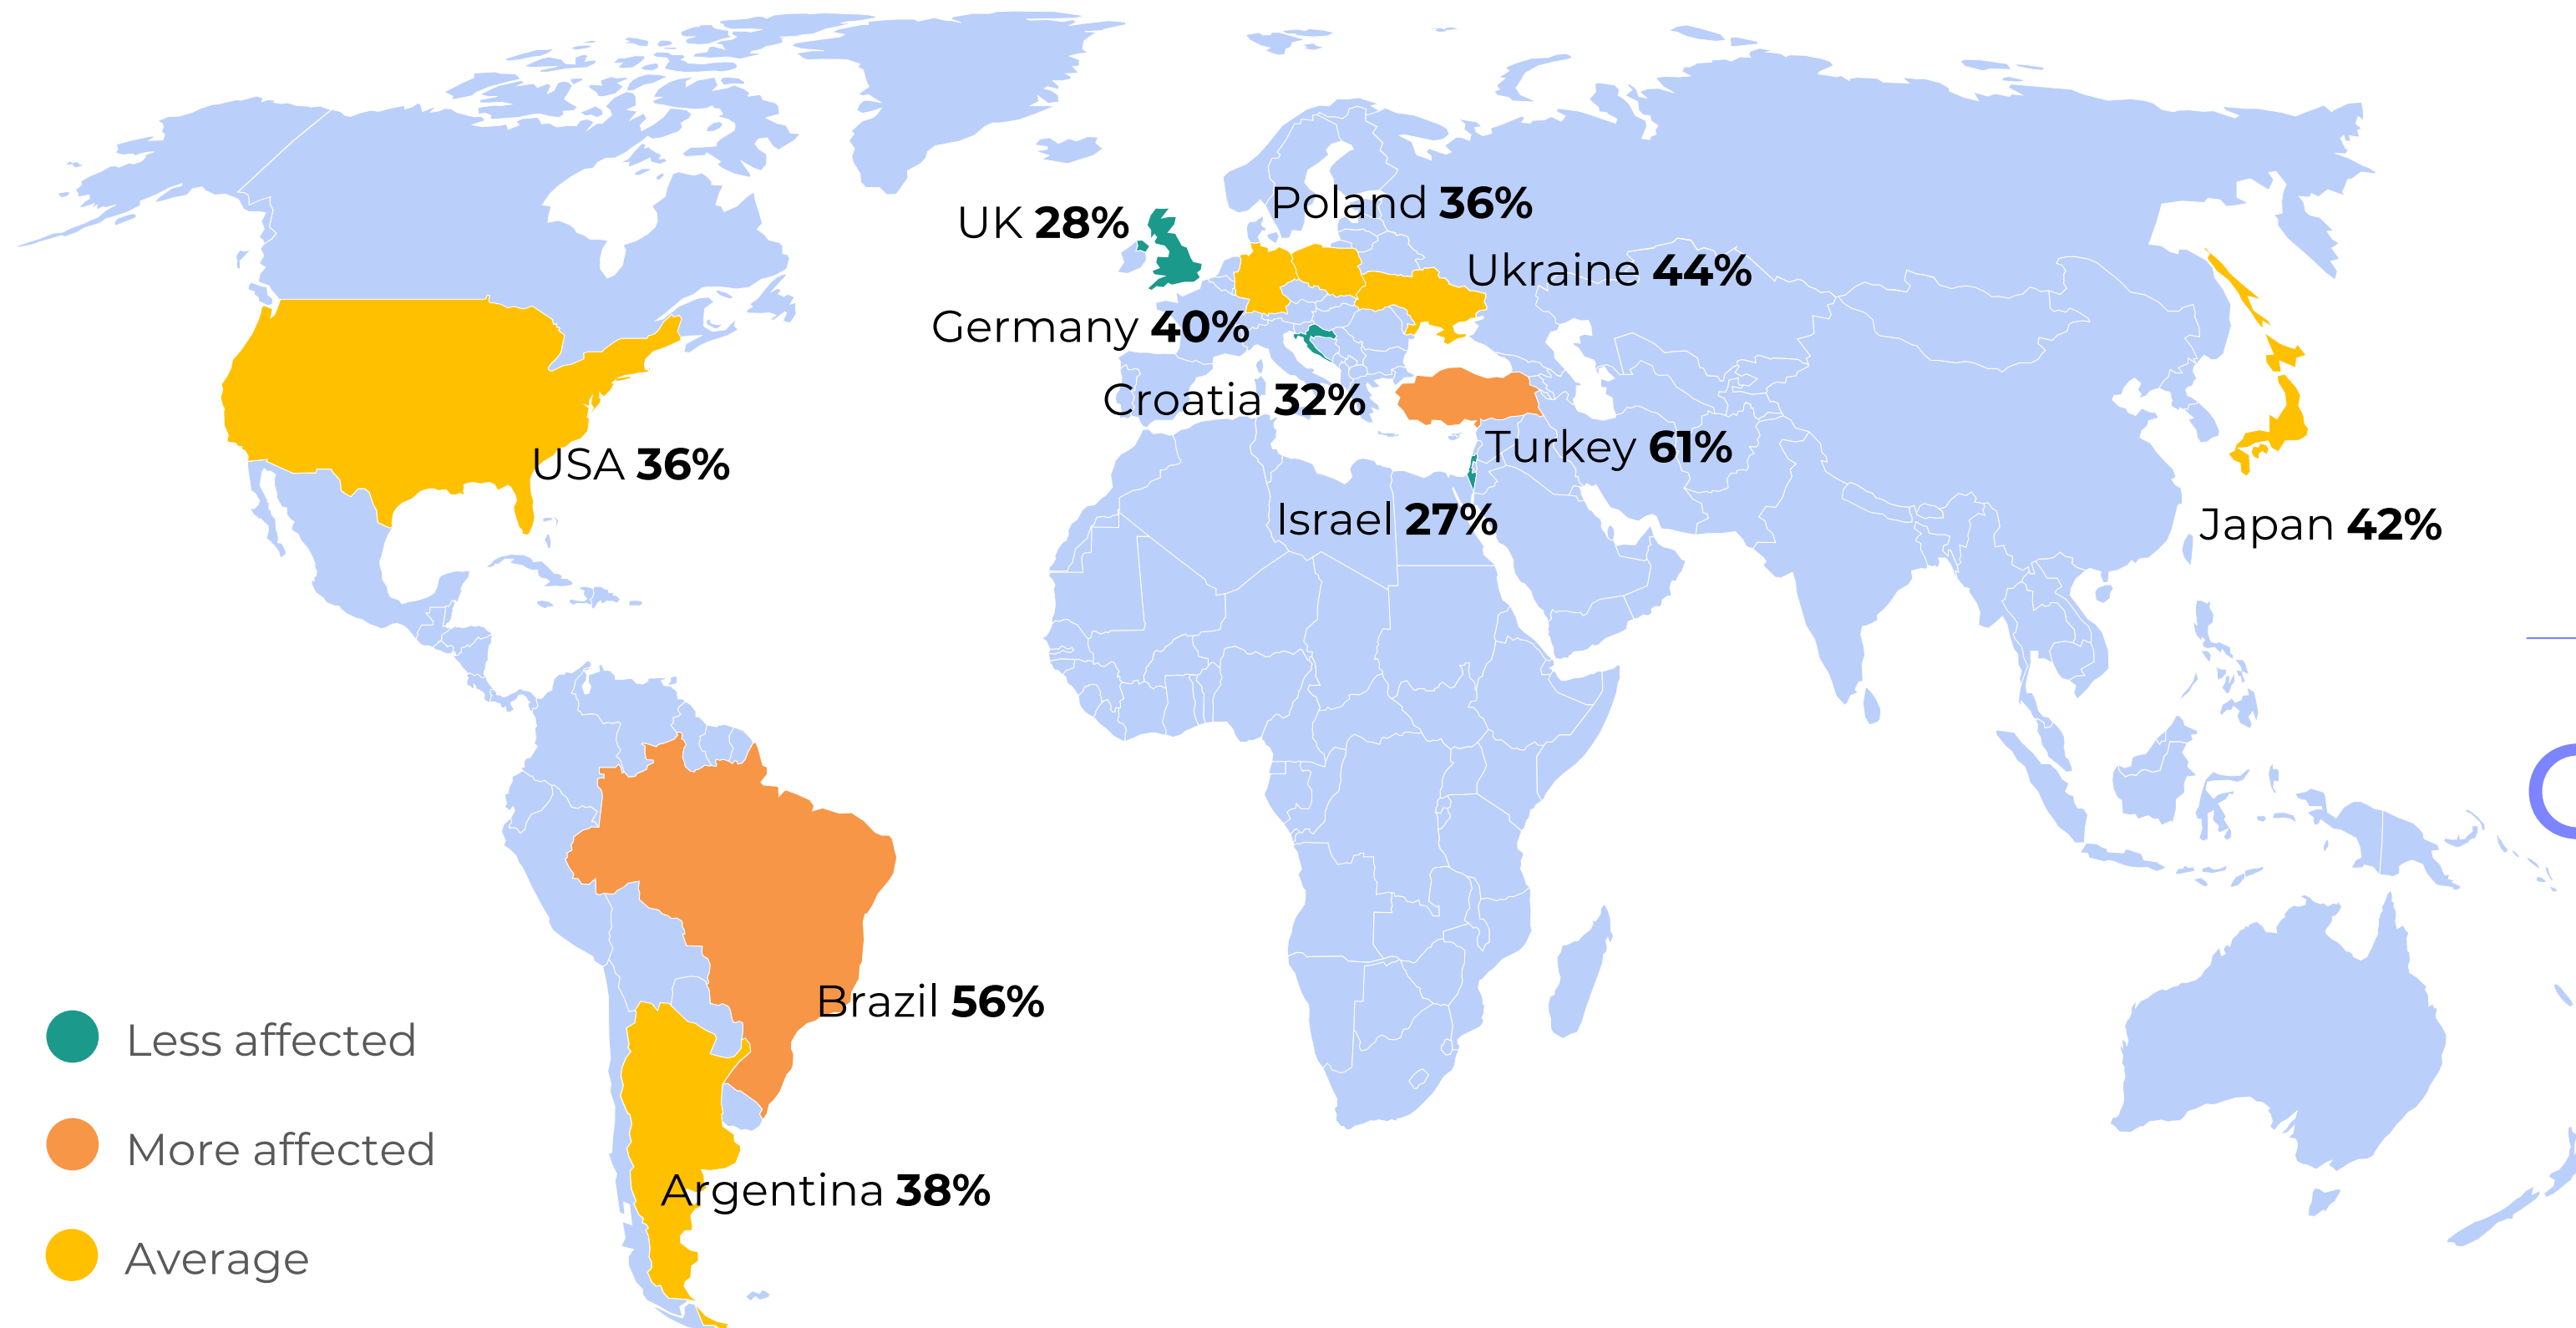 Poland 36%
UK 28%
Ukraine 44%
Germany 40%
Croatia 32%
Turkey 61%
USA 36%
Israel 27%
Japan 42%
Brazil 56%
Less affected
More affected
Argentina 38%
Average